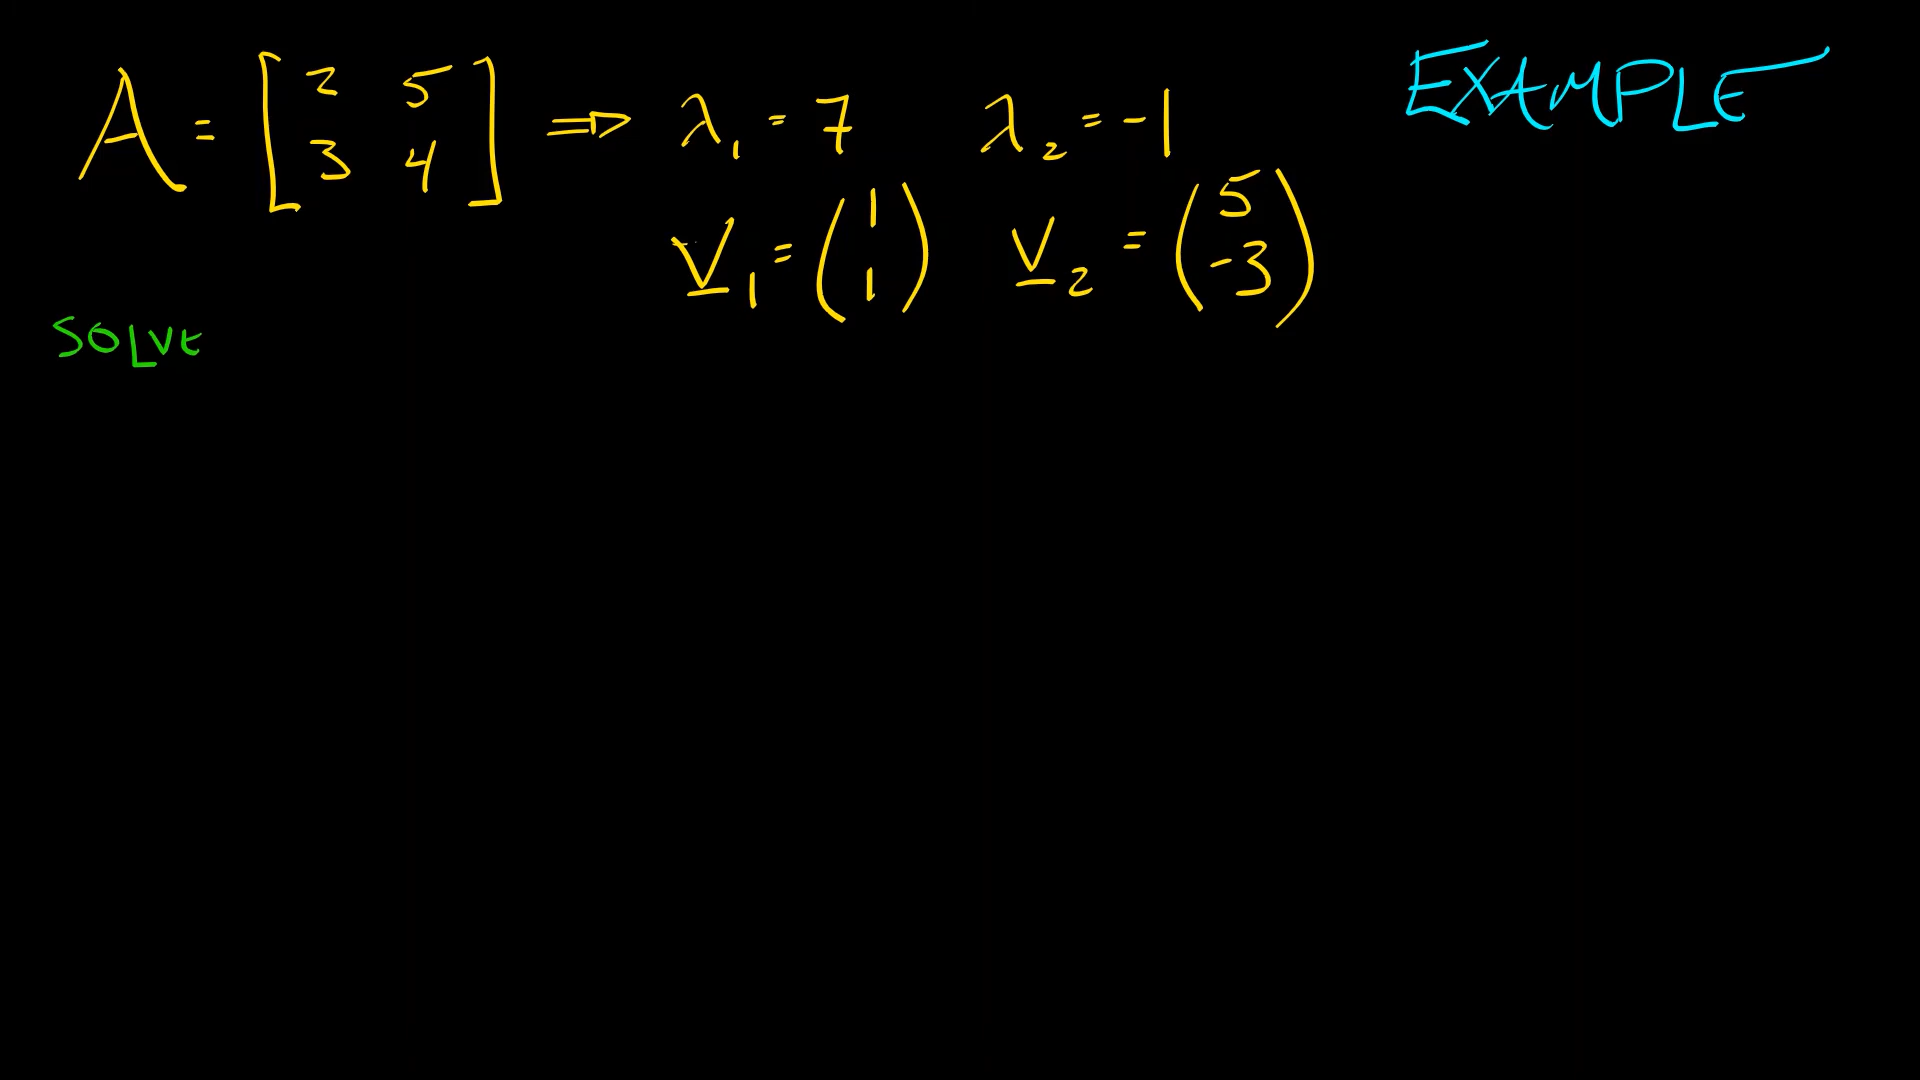 A = [ 2 5 ; 3 4 ] ⟹ λ₁ = 7 λ₂ = -1 EXAMPLE
V₁ = ( 1 ; 1 ) V₂ = ( 5 ; -3 )
SOLVE